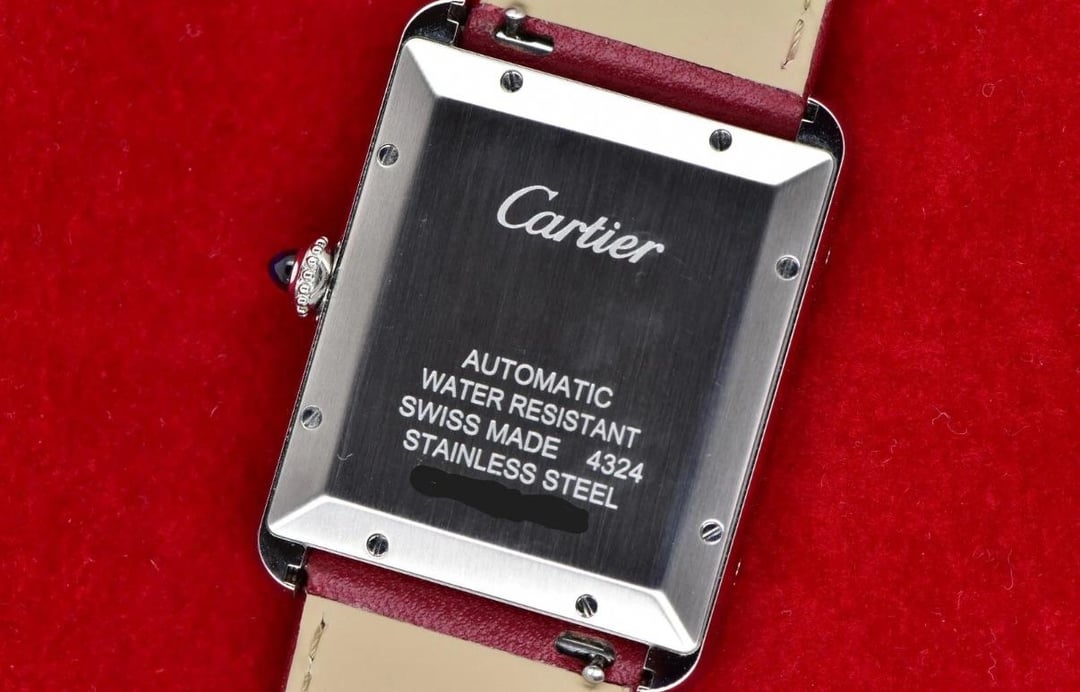 Cartier
AUTOMATIC
WATER RESISTANT
SWISS MADE 4324
STAINLESS STEEL